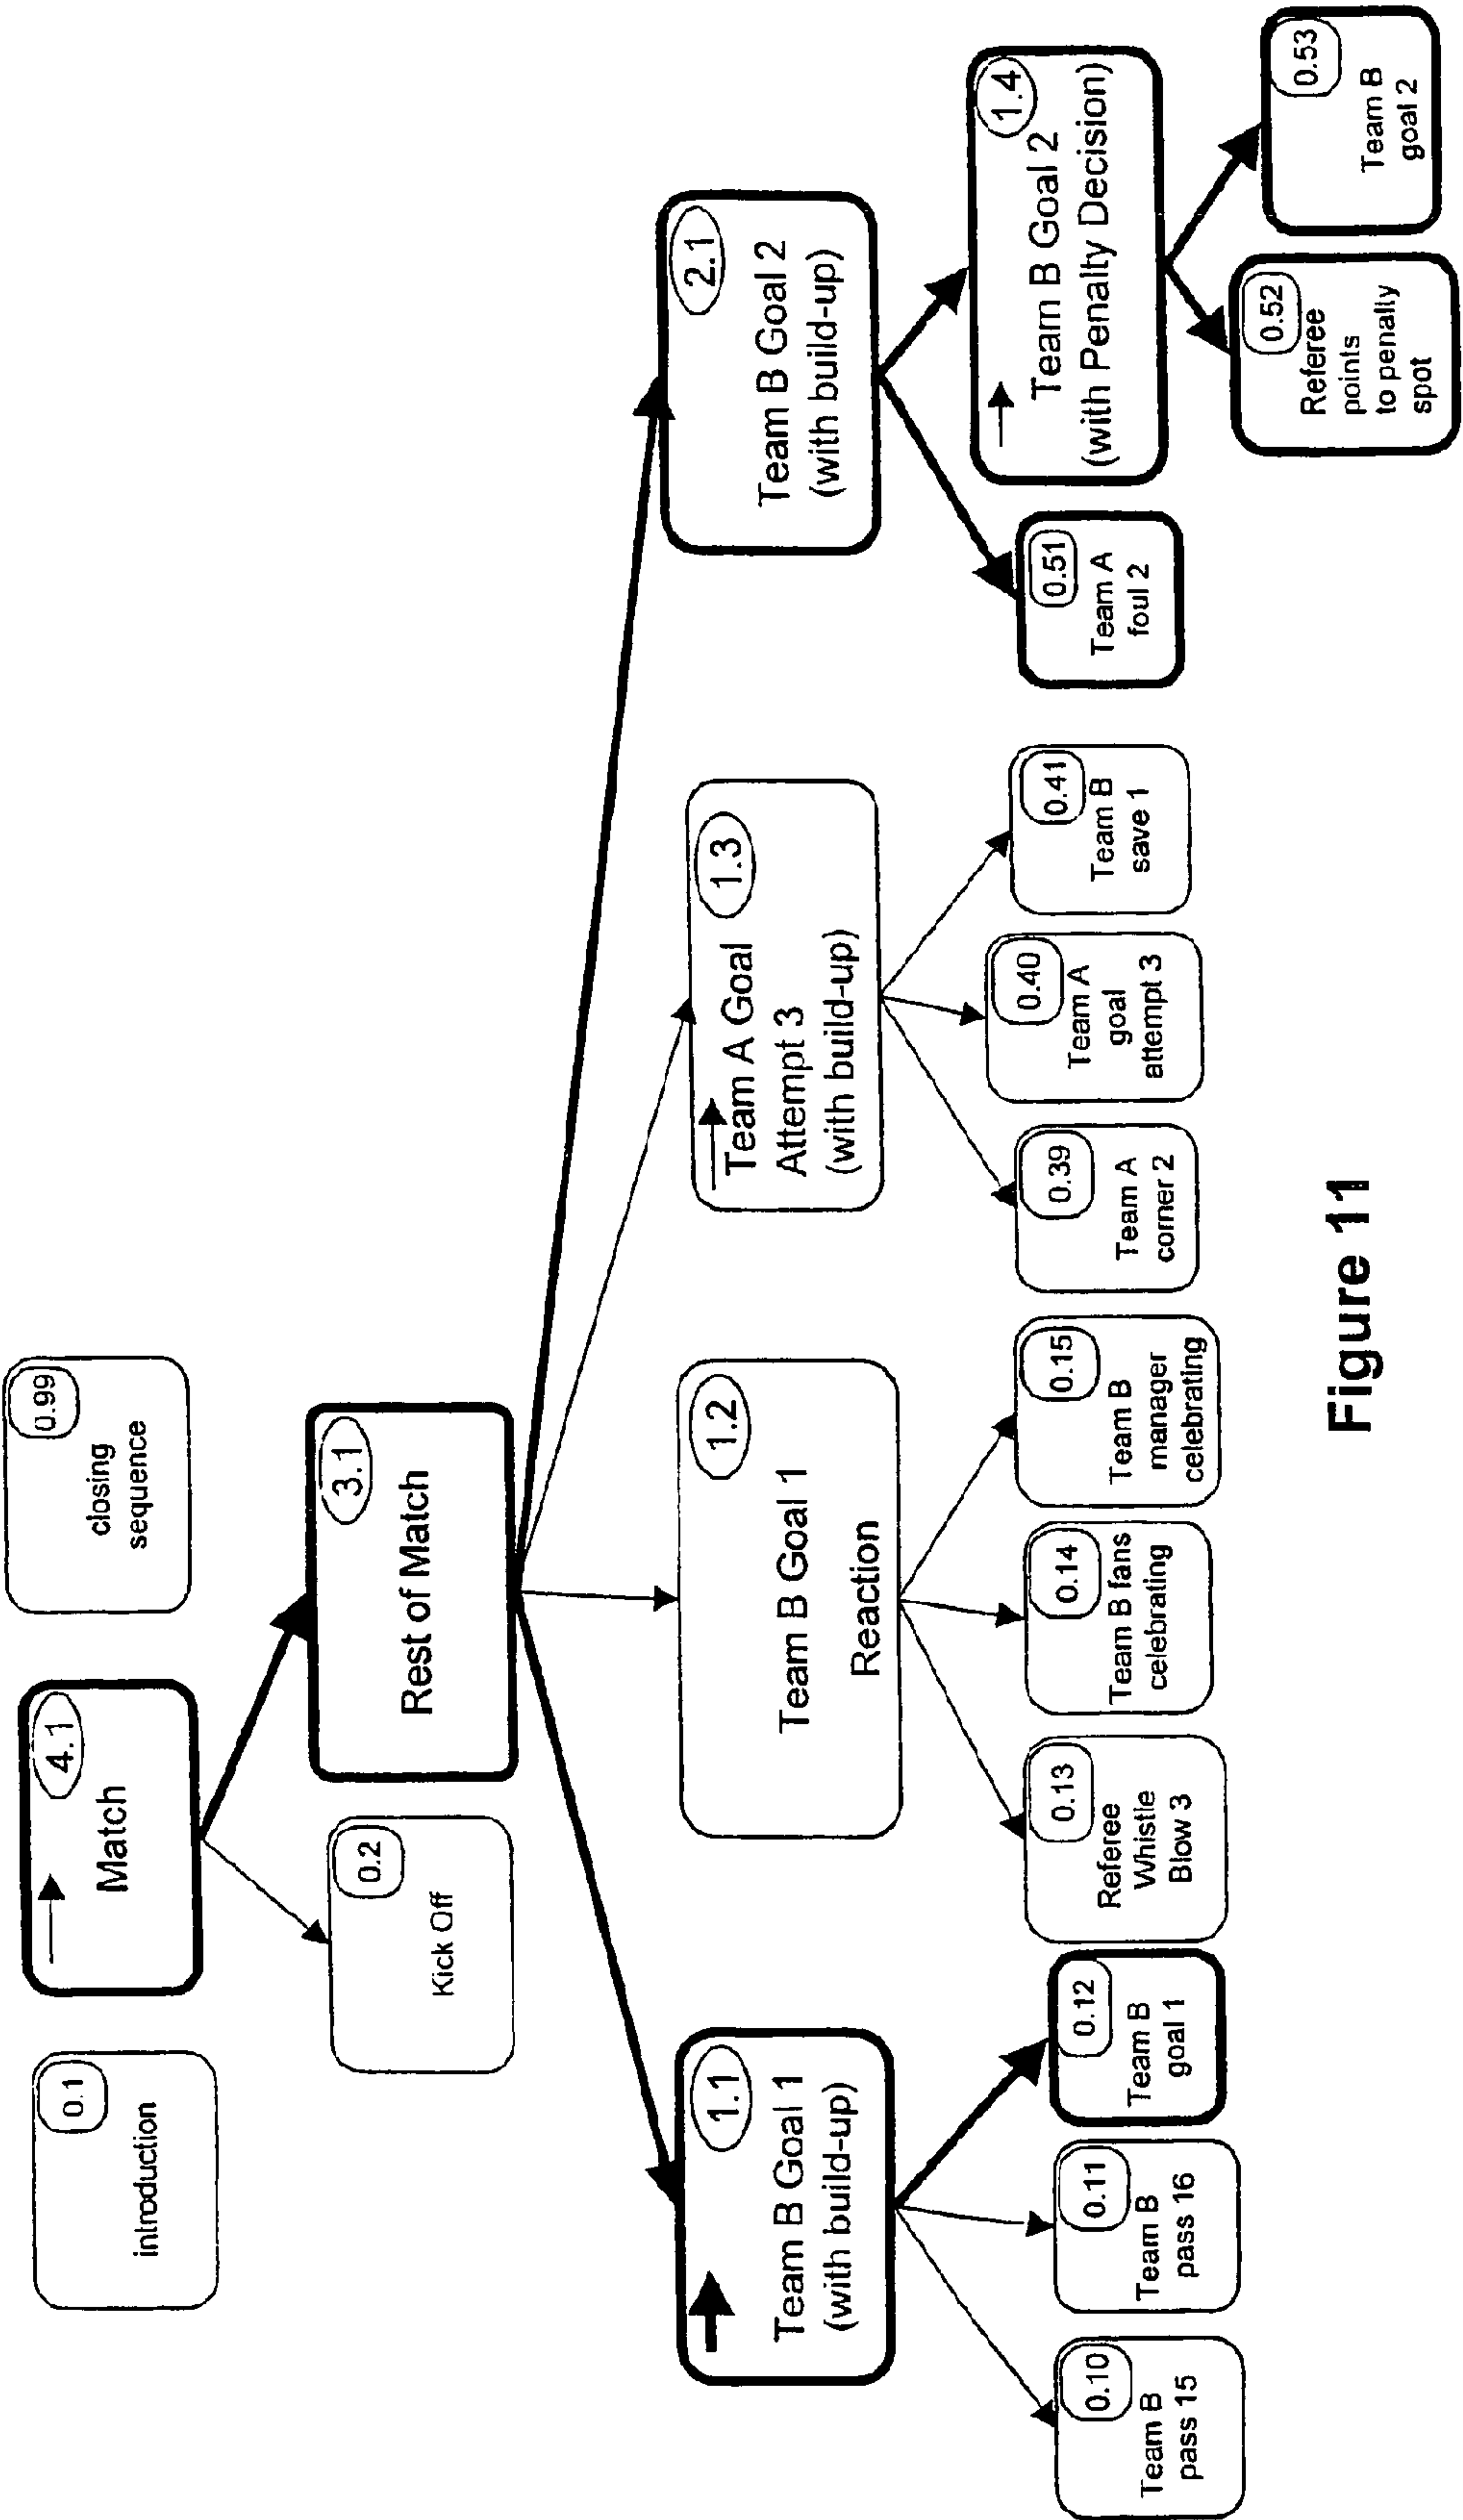 0.1
introduction
4.1
Match
0.99
closing
sequence
0.2
Kick Off
3.1
Rest of Match
1.1
Team B Goal 1
(with build-up)
1.2
Team B Goal 1
Reaction
1.3
Team A Goal
Attempt 3
(with build-up)
2.1
Team B Goal 2
(with build-up)
0.10
Team B
pass 15
0.11
Team B
pass 16
0.12
Team B
goal 1
0.13
Referee
Whistle
Blow 3
0.14
Team B fans
celebrating
0.15
Team B
manager
celebrating
0.39
Team A
corner 2
0.40
Team A
goal
attempt 3
0.41
Team B
save 1
0.51
Team A
foul 2
1.4
Team B Goal 2
(with Penalty Decision)
0.52
Referee
points
to penally
spot
0.53
Team B
goal 2
Figure 11